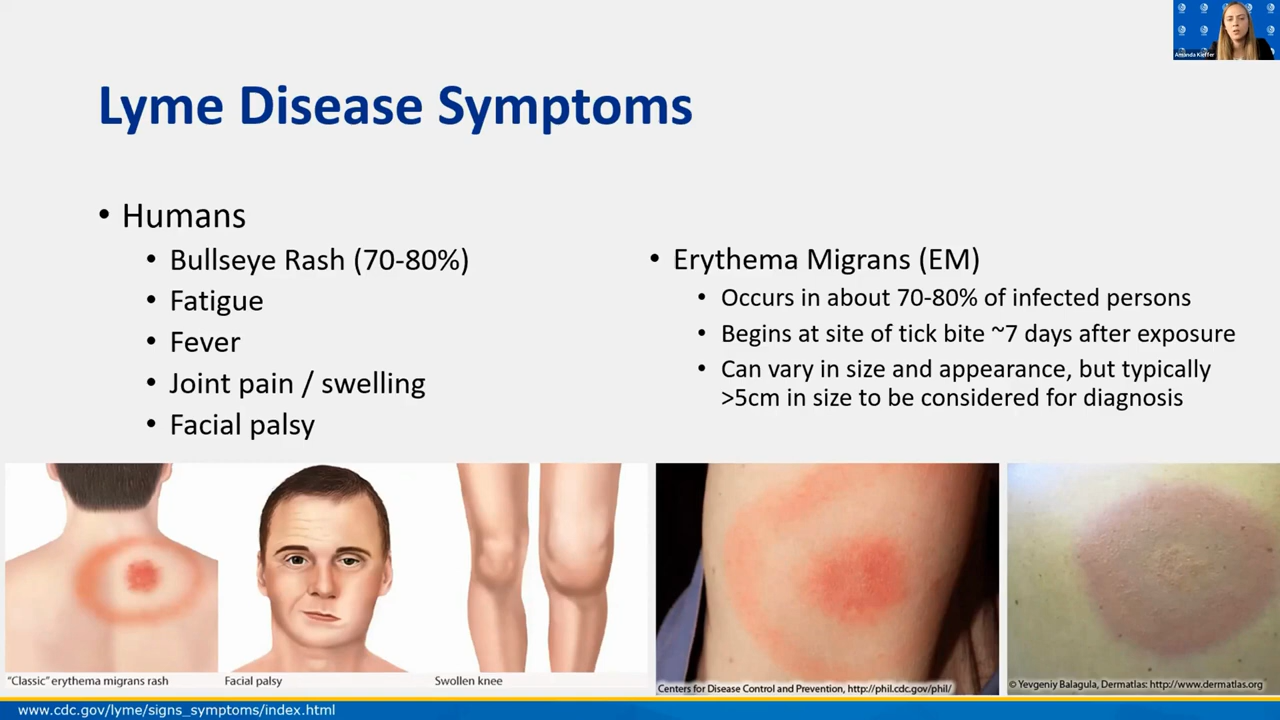 Amanda Kieffer
Lyme Disease Symptoms
• Humans
• Bullseye Rash (70-80%)
• Fatigue
• Fever
• Joint pain / swelling
• Facial palsy
• Erythema Migrans (EM)
• Occurs in about 70-80% of infected persons
• Begins at site of tick bite ~7 days after exposure
• Can vary in size and appearance, but typically
>5cm in size to be considered for diagnosis
"Classic" erythema migrans rash
Facial palsy
Swollen knee
Centers for Disease Control and Prevention, http://phil.cdc.gov/phil/
© Yevgeniy Balagula, Dermatlas: http://www.dermatlas.org
www.cdc.gov/lyme/signs_symptoms/index.html